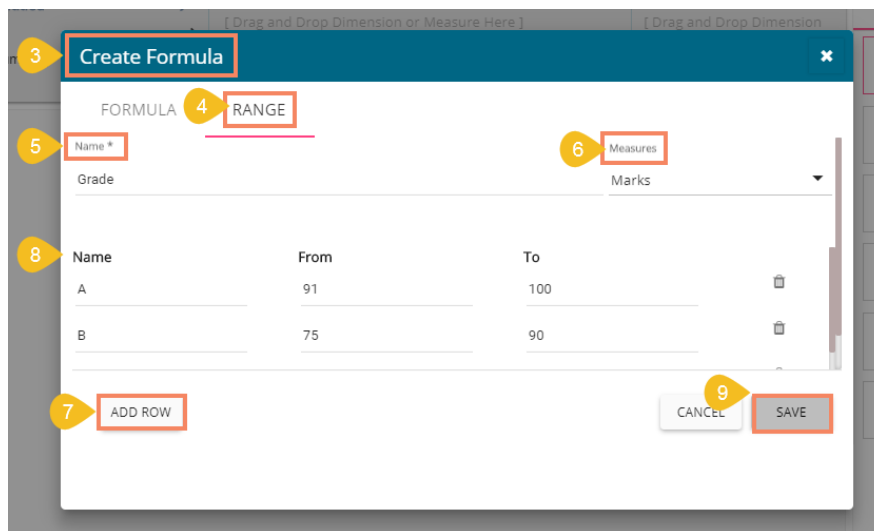 [ Drag and Drop Dimension or Measure Here ]
[ Drag and Drop Dimension
3
Create Formula
FORMULA
4
RANGE
5
Name *
6
Measures
Grade
Marks
8
Name
From
To
A
91
100
B
75
90
7
ADD ROW
CANCEL
9
SAVE